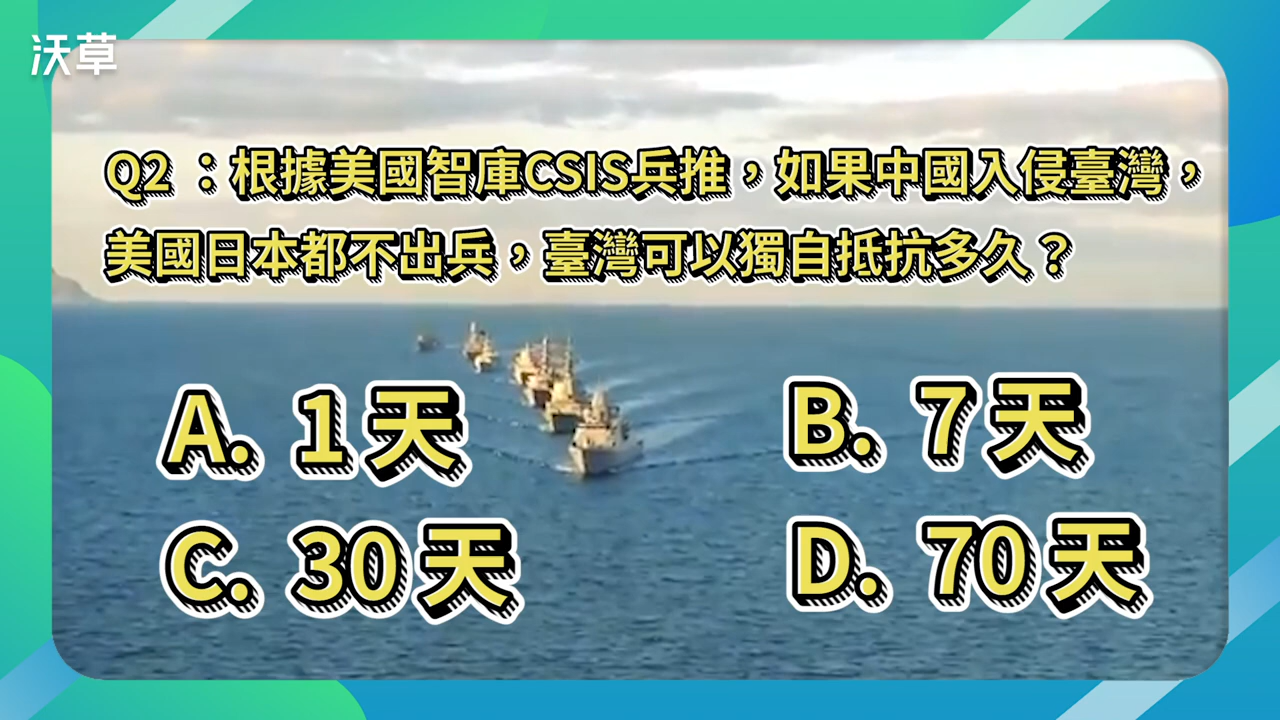 沃草
Q2 ：根據美國智庫CSIS兵推，如果中國入侵臺灣，
美國日本都不出兵，臺灣可以獨自抵抗多久？
A. 1天
B. 7天
C. 30天
D. 70天